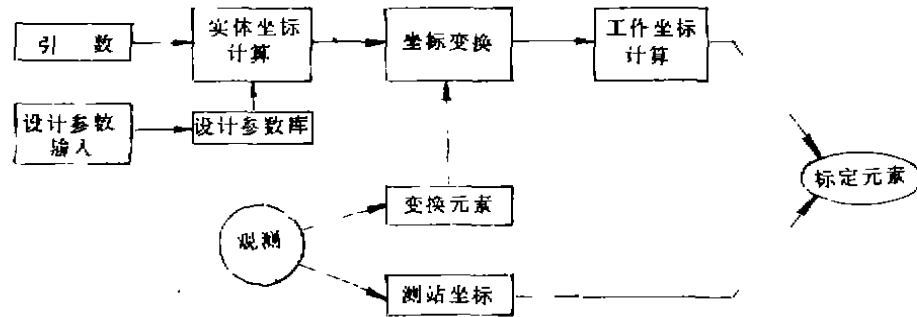 引 数
实体坐标
计算
坐标变换
工作坐标
计算
设计参数
输入
设计参数库
标定元素
变换元素
观测
测站坐标